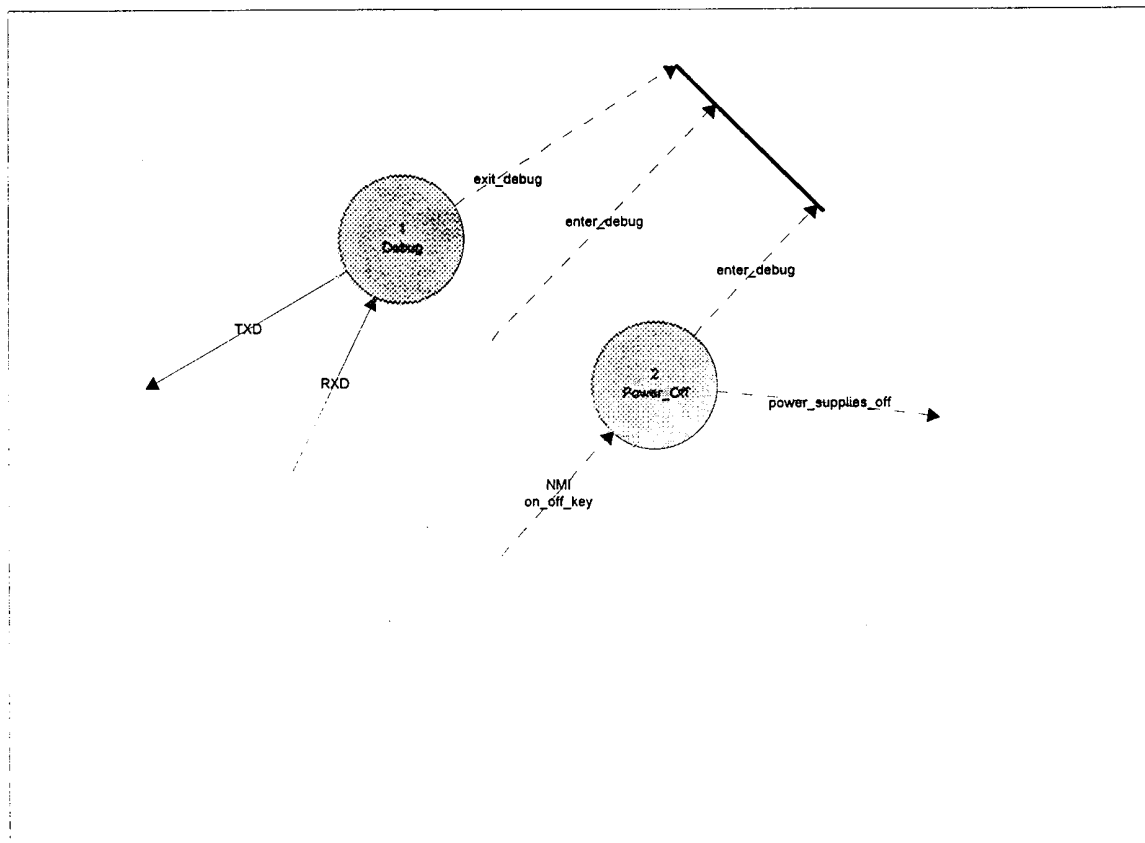 exit_debug
1
Debug
enter_debug
enter_debug
TXD
RXD
2
Power_Off
power_supplies_off
NMI
on_off_key